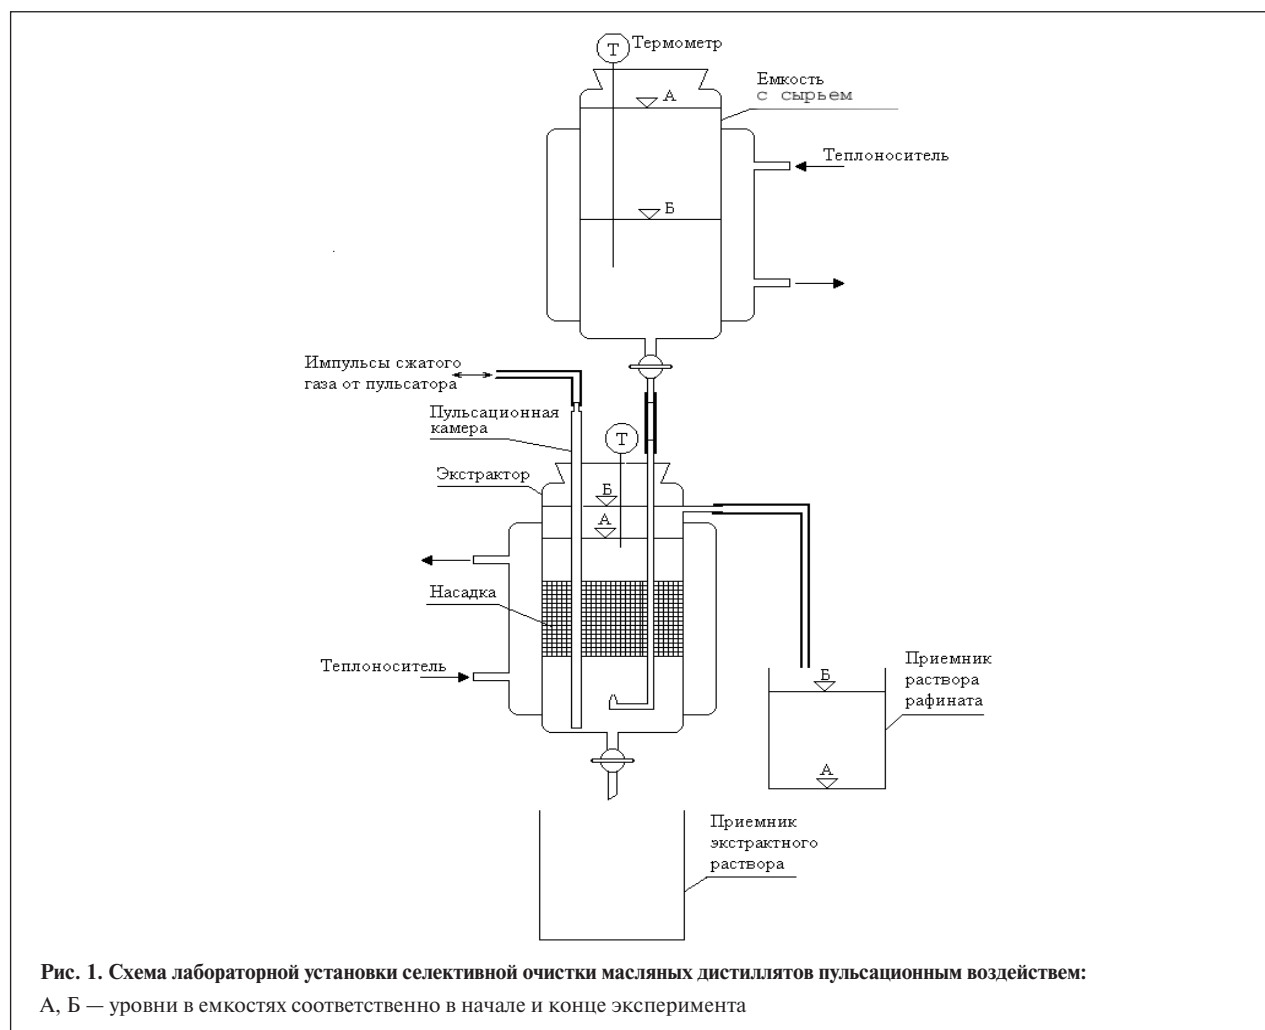 Т
Термометр
Емкость
с сырьем
А
Теплоноситель
Б
Импульсы сжатого
газа от пульсатора
Пульсационная
камера
Т
Экстрактор
Б
А
Насадка
Теплоноситель
Приемник
раствора
рафината
Б
А
Приемник
экстрактного
раствора
Рис. 1. Схема лабораторной установки селективной очистки масляных дистиллятов пульсационным воздействем:
А, Б — уровни в емкостях соответственно в начале и конце эксперимента